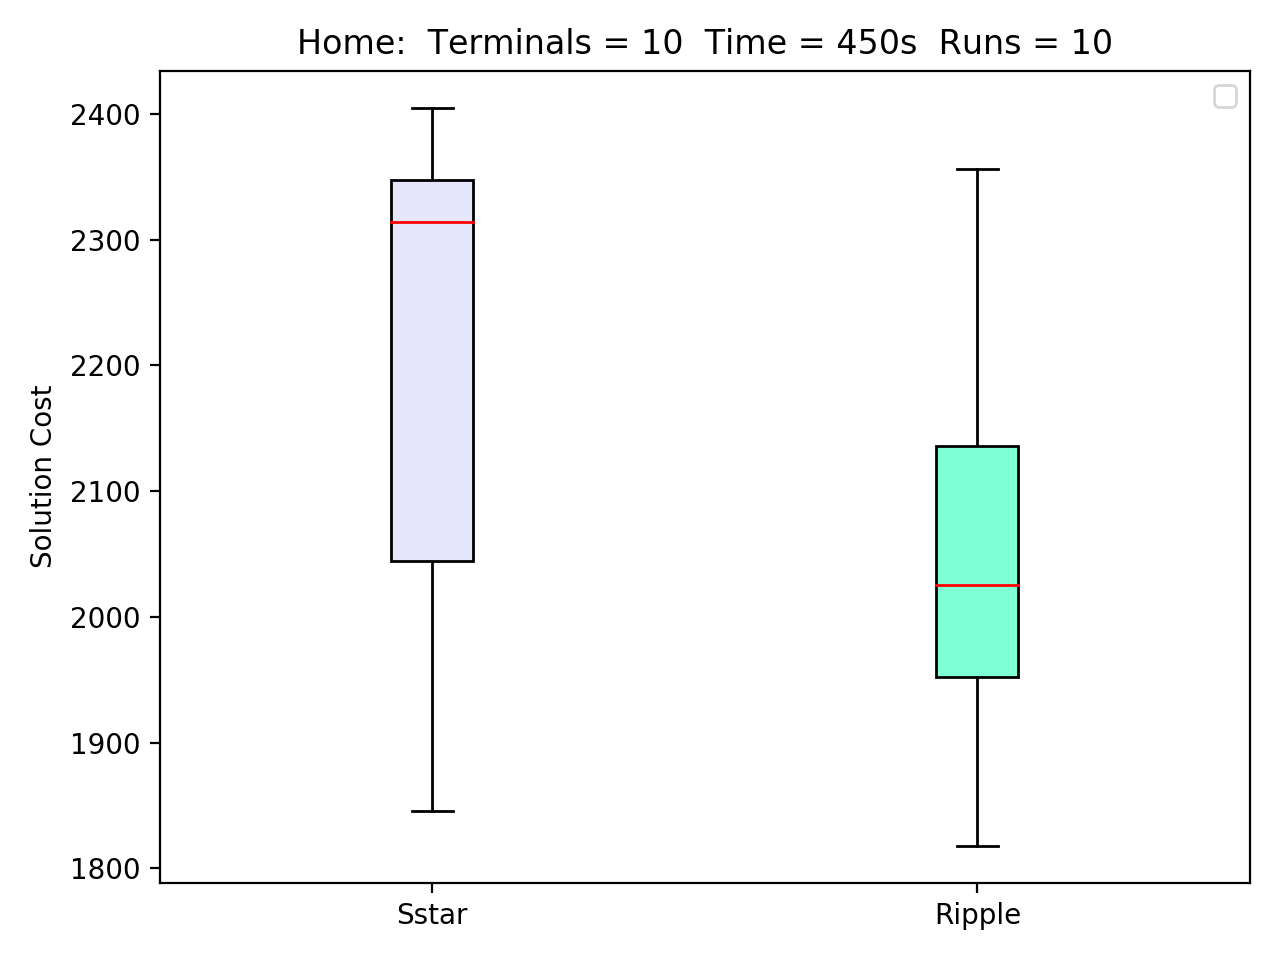 Home:  Terminals = 10  Time = 450s  Runs = 10
2400
2300
2200
2100
2000
1900
1800
Solution Cost
Sstar
Ripple